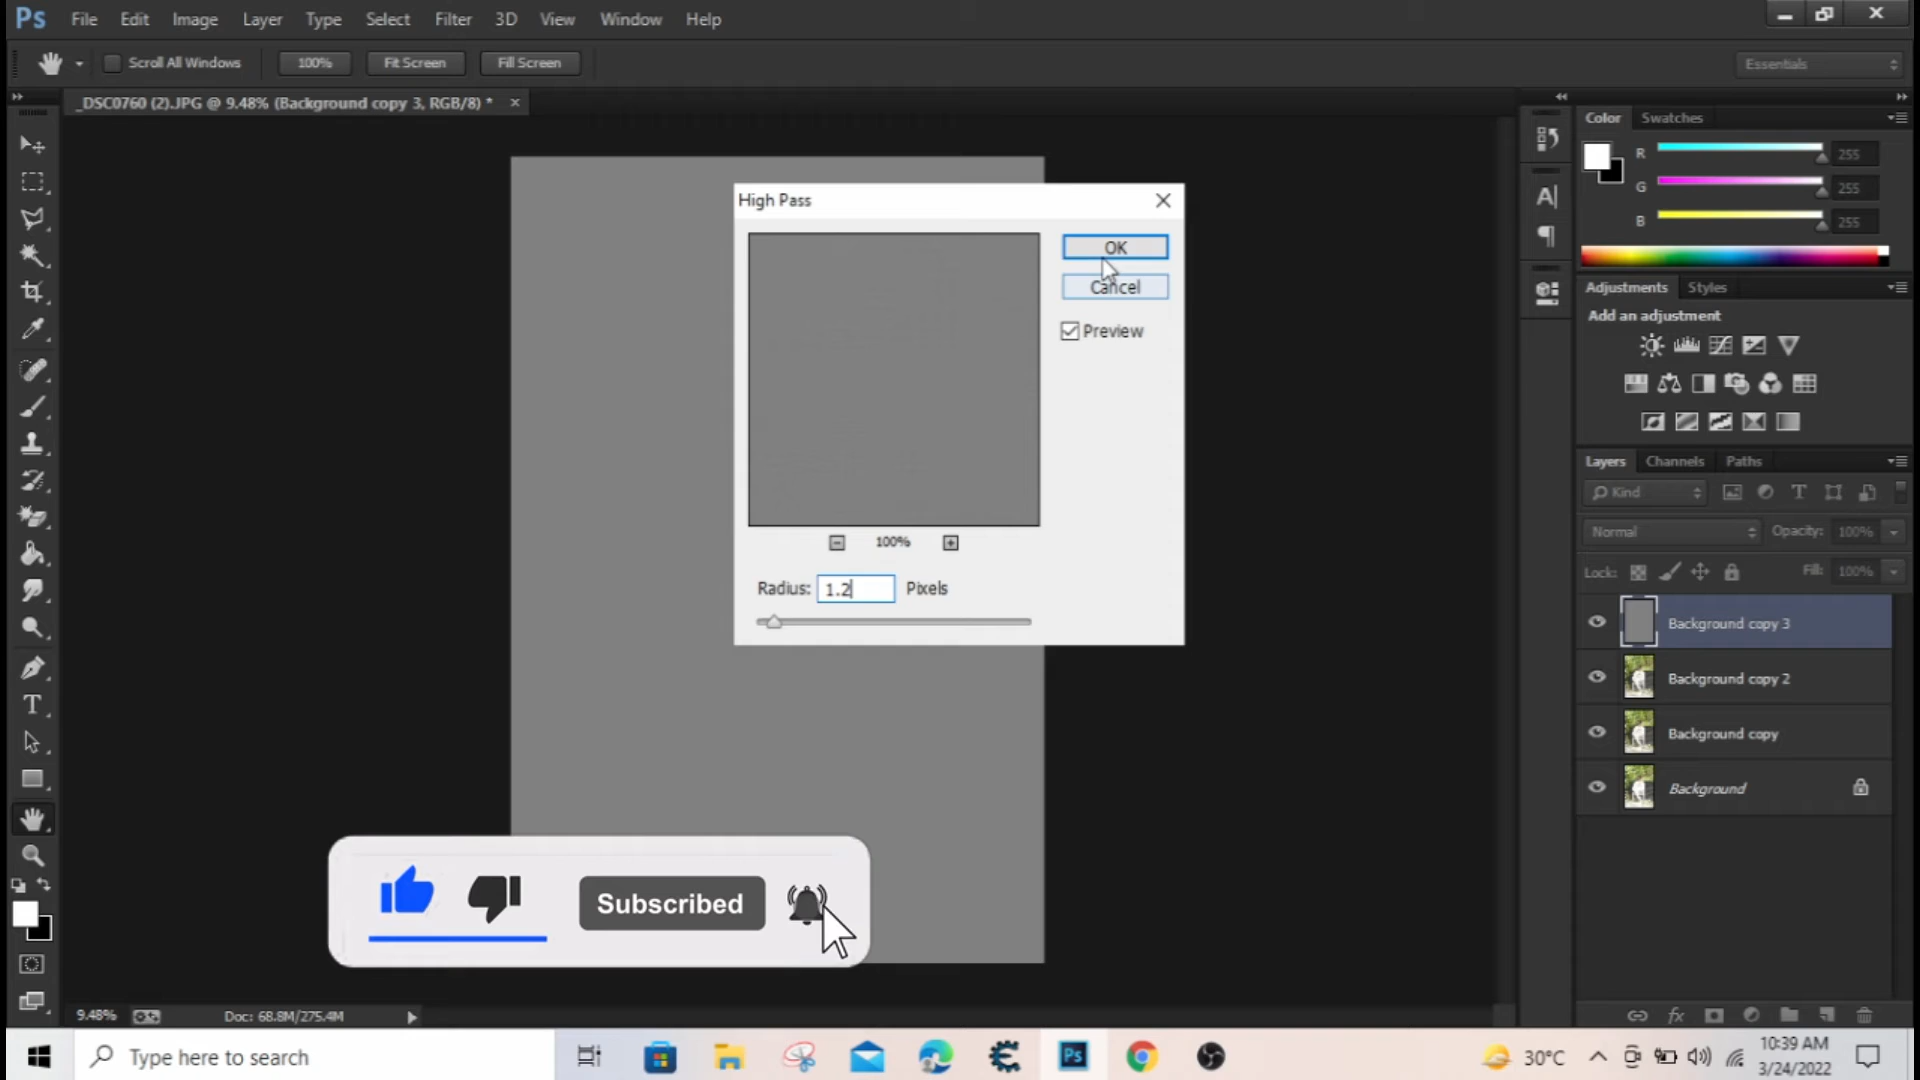 Ps File Edit Image Layer Type Select Filter 3D View Window Help
Scroll All Windows 100% Fit Screen Fill Screen Essentials
_DSC0760 (2).JPG @ 9.48% (Background copy 3, RGB/8) * ×
Color Swatches
R 255
G 255
B 255
Adjustments Styles
Add an adjustment
High Pass
OK
Cancel
Preview
100%
Radius: 1.2 Pixels
Layers Channels Paths
Kind
Normal Opacity: 100%
Lock: Fill: 100%
Background copy 3
Background copy 2
Background copy
Background
Subscribed
9.48% Doc: 68.8M/275.4M
Type here to search
Ps
30°C
10:39 AM
3/24/2022